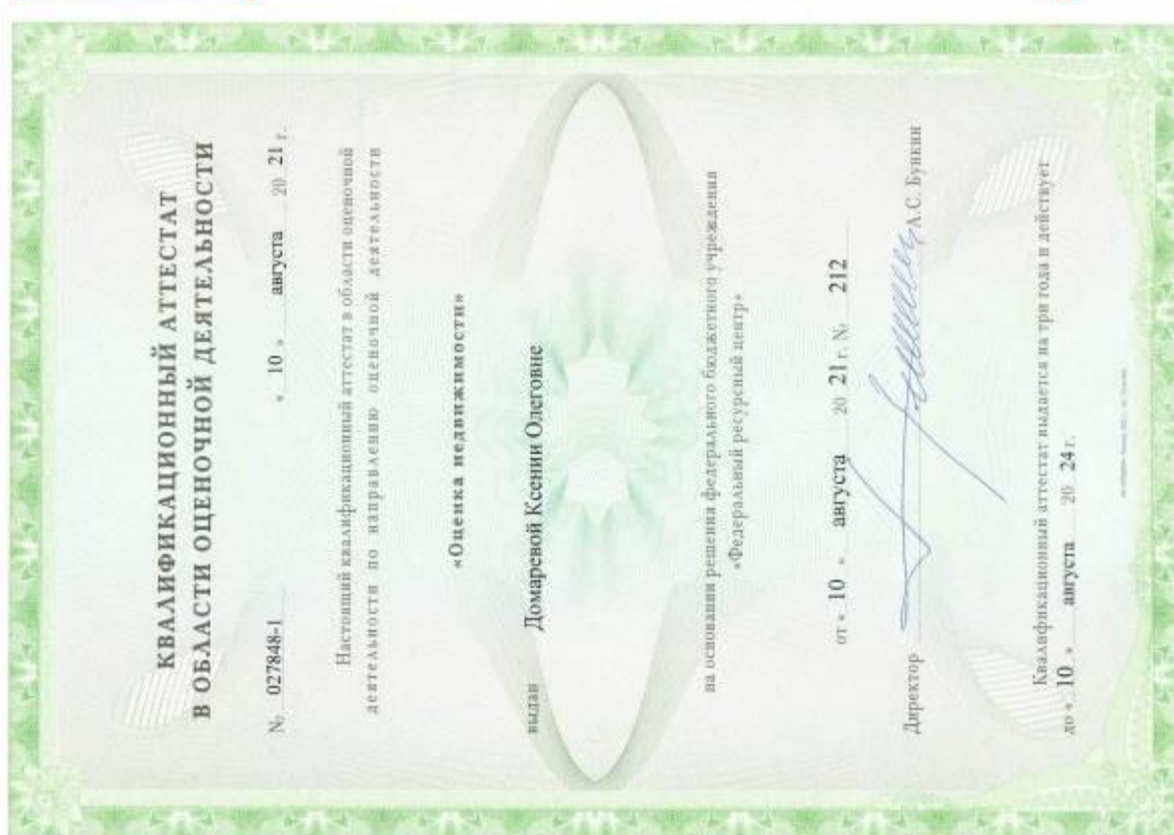 КВАЛИФИКАЦИОННЫЙ АТТЕСТАТ
В ОБЛАСТИ ОЦЕНОЧНОЙ ДЕЯТЕЛЬНОСТИ
№ 027848-1 « 10 » августа 20 21 г.
Настоящий квалификационный аттестат в области оценочной
деятельности по направлению оценочной деятельности
«Оценка недвижимости»
выдан Домаревой Ксении Олеговне
на основании решения федерального бюджетного учреждения
«Федеральный ресурсный центр»
от « 10 » августа 20 21 г. № 212
Директор А.С. Бункин
Квалификационный аттестат выдается на три года и действует
до « 10 » августа 20 24 г.